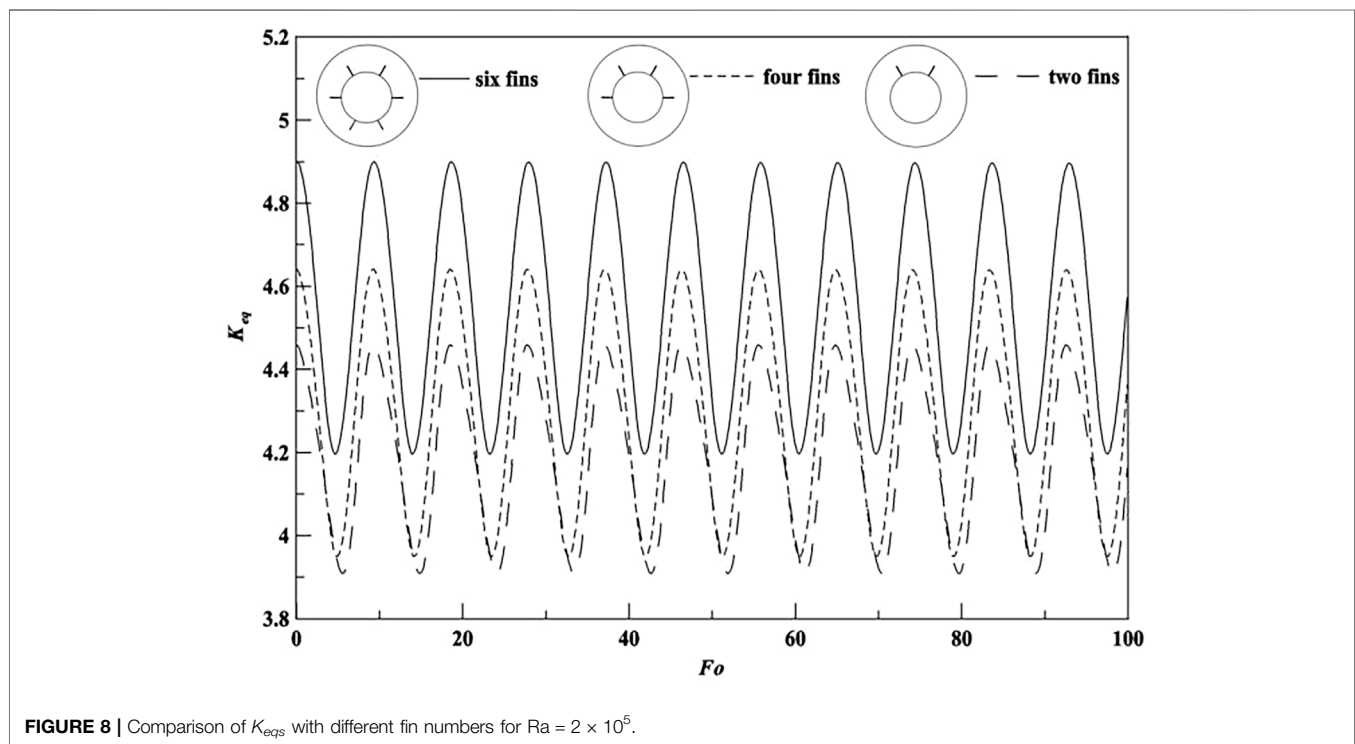 5.2
six fins
four fins
two fins
5
4.8
4.6
4.4
4.2
4
3.8
K_eq
0
20
40
60
80
100
Fo
FIGURE 8 | Comparison of K_eqs with different fin numbers for Ra = 2 × 10⁵.